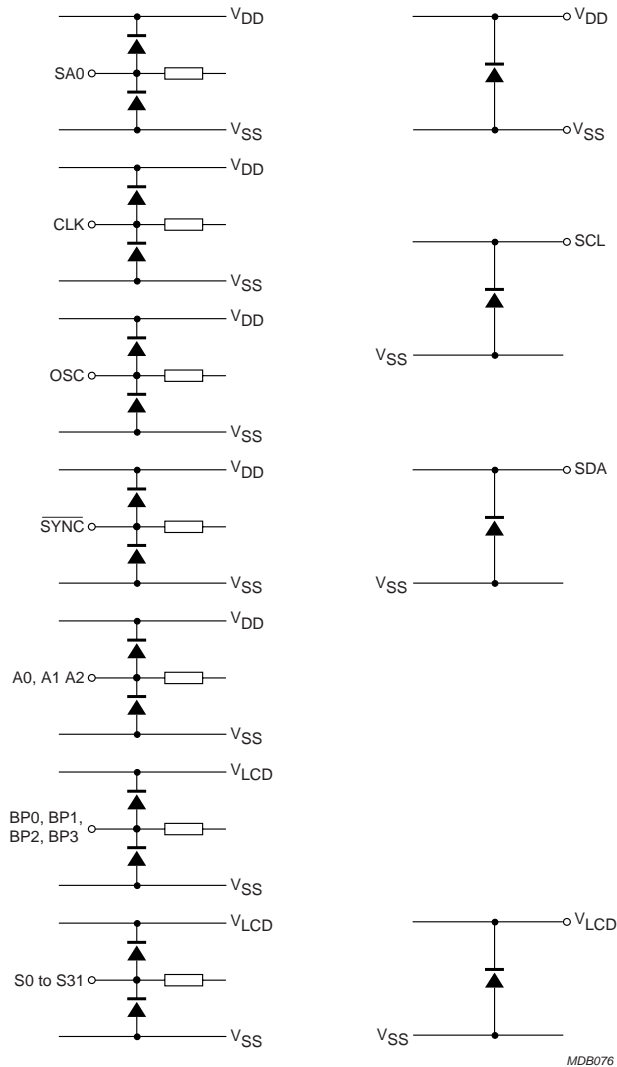 VDD
SA0
VSS
VDD
CLK
VSS
VDD
OSC
VSS
VDD
SYNC
VSS
VDD
A0, A1 A2
VSS
VLCD
BP0, BP1,
BP2, BP3
VSS
VLCD
S0 to S31
VSS
VDD
VSS
SCL
VSS
SDA
VSS
VLCD
VSS
MDB076